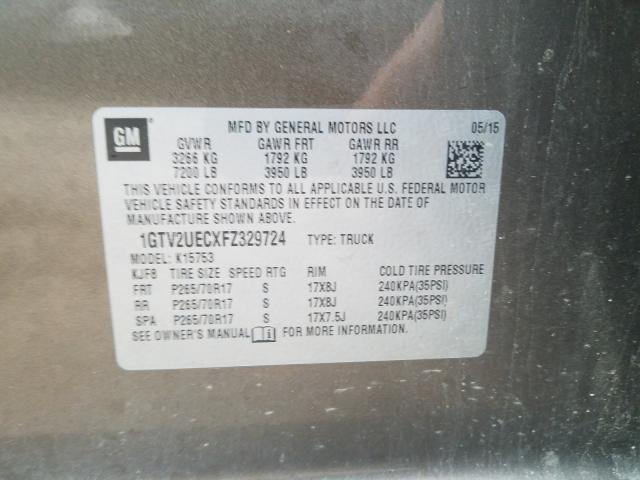 GM
MFD BY GENERAL MOTORS LLC 05/15
GVWR GAWR FRT GAWR RR
3266 KG 1792 KG 1792 KG
7200 LB 3950 LB 3950 LB
THIS VEHICLE CONFORMS TO ALL APPLICABLE U.S. FEDERAL MOTOR
VEHICLE SAFETY STANDARDS IN EFFECT ON THE DATE OF
MANUFACTURE SHOWN ABOVE.
1GTV2UECXFZ329724 TYPE: TRUCK
MODEL: K15753
KJF8 TIRE SIZE SPEED RTG RIM COLD TIRE PRESSURE
FRT P265/70R17 S 17X8J 240KPA(35PSI)
RR P265/70R17 S 17X8J 240KPA(35PSI)
SPA P265/70R17 S 17X7.5J 240KPA(35PSI)
SEE OWNER'S MANUAL FOR MORE INFORMATION.